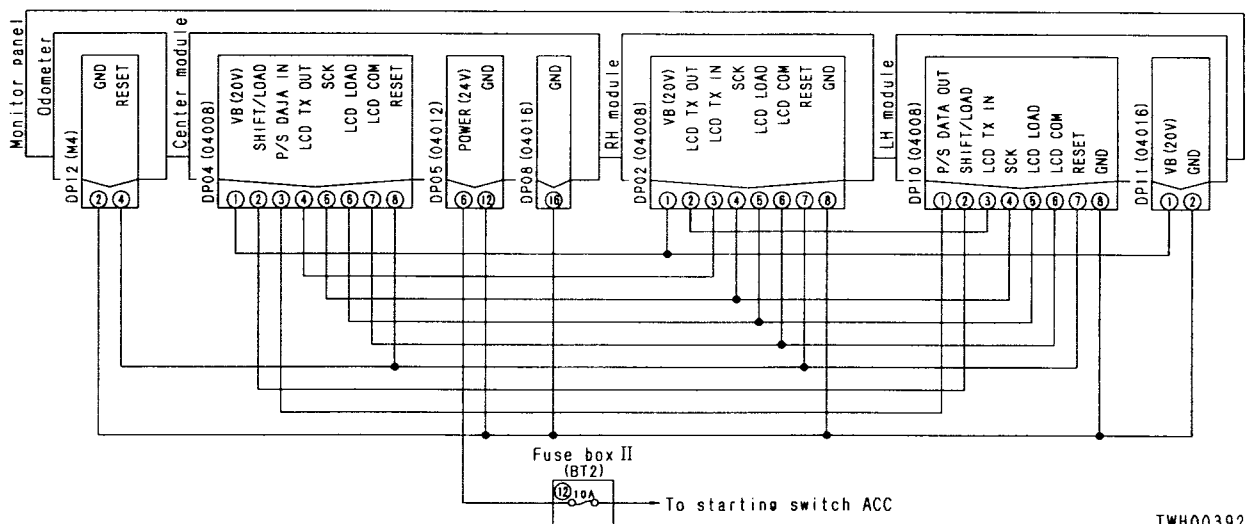 Monitor panel
Odometer
DP12 (M4)
GND
RESET
2
4
Center module
DP04 (04008)
VB (20V)
SHIFT/LOAD
P/S DAJA IN
LCD TX OUT
SCK
LCD LOAD
LCD COM
RESET
1
2
3
4
5
6
7
8
DP05 (04012)
POWER (24V)
GND
6
12
DP08 (04016)
GND
16
RH module
DP02 (04008)
VB (20V)
LCD TX OUT
LCD TX IN
SCK
LCD LOAD
LCD COM
RESET
GND
1
2
3
4
5
6
7
8
LH module
DP10 (04008)
P/S DATA OUT
SHIFT/LOAD
LCD TX IN
SCK
LCD LOAD
LCD COM
RESET
GND
1
2
3
4
5
6
7
8
DP11 (04016)
VB (20V)
GND
1
2
Fuse box II
(BT2)
12 10A
To starting switch ACC
TWH00392